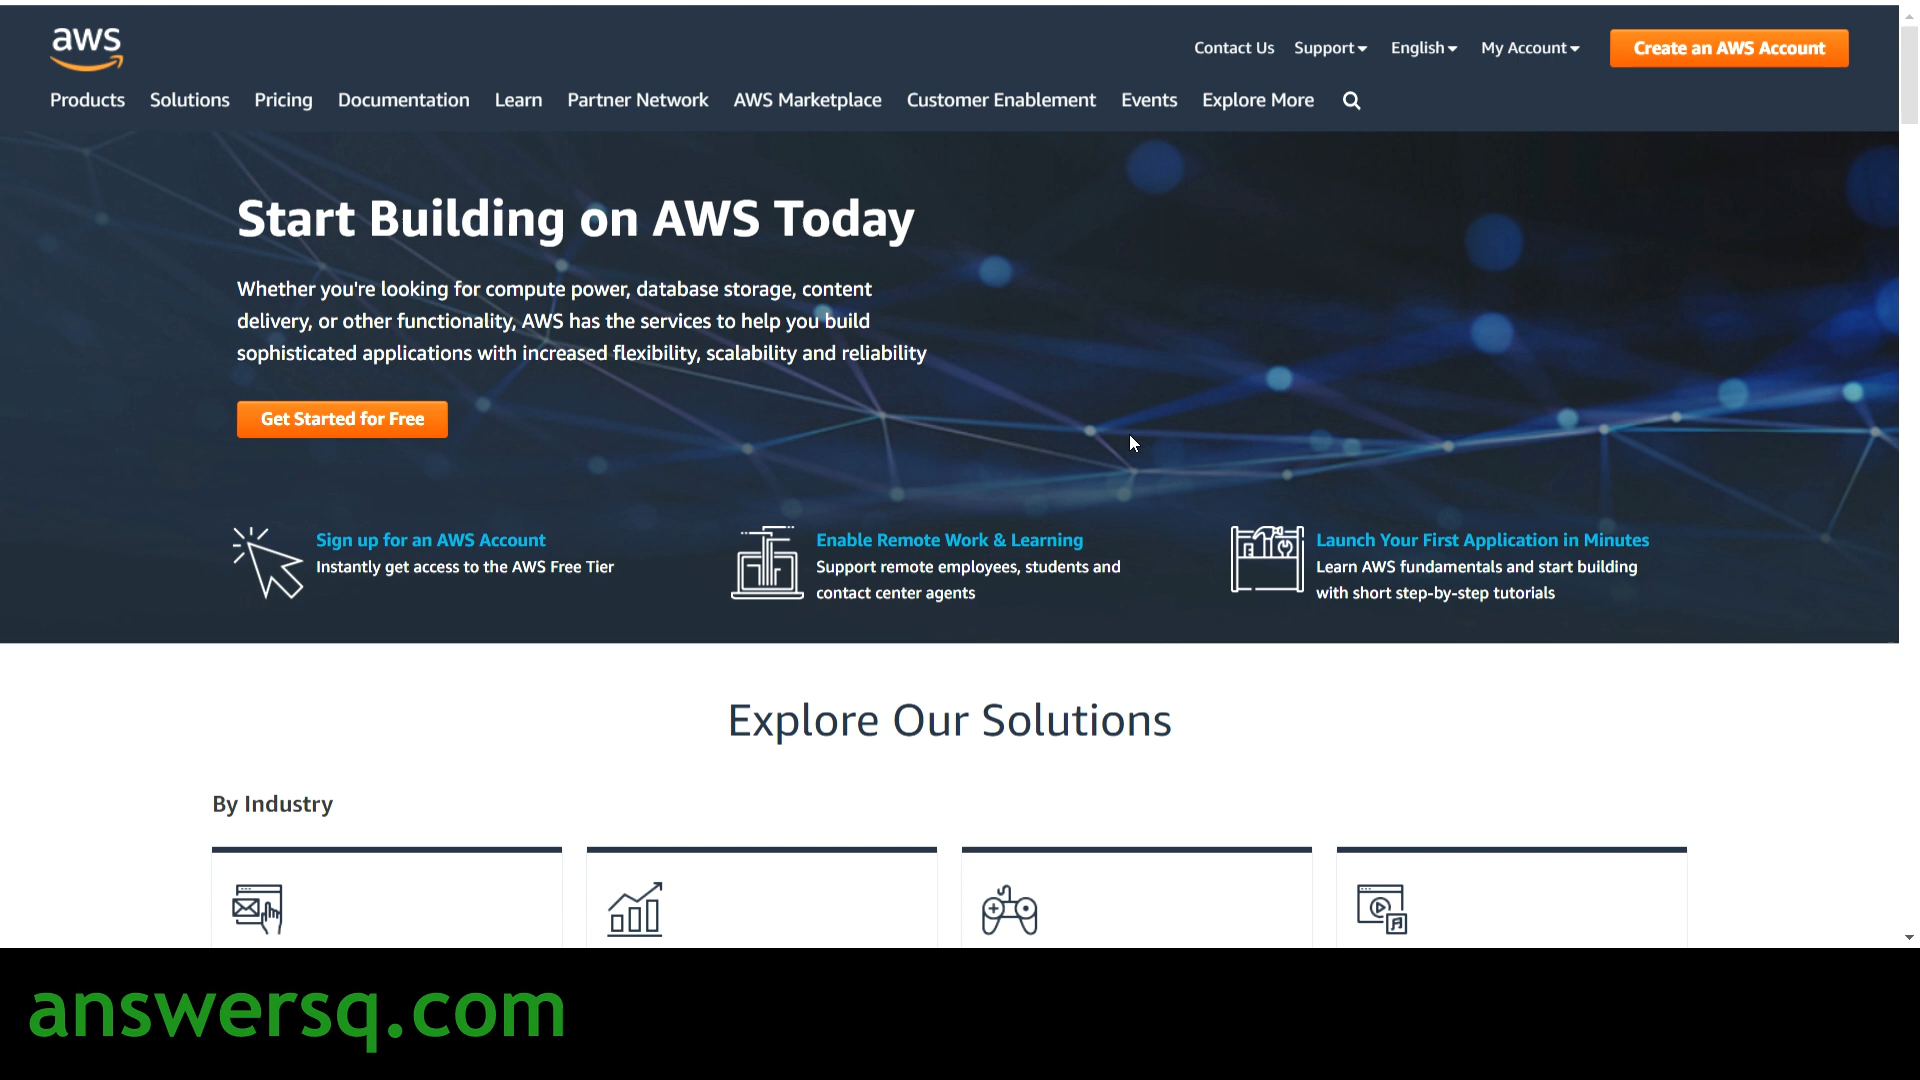 aws
Contact Us Support English My Account Create an AWS Account
Products Solutions Pricing Documentation Learn Partner Network AWS Marketplace Customer Enablement Events Explore More
Start Building on AWS Today
Whether you're looking for compute power, database storage, content
delivery, or other functionality, AWS has the services to help you build
sophisticated applications with increased flexibility, scalability and reliability
Get Started for Free
Sign up for an AWS Account
Instantly get access to the AWS Free Tier
Enable Remote Work & Learning
Support remote employees, students and
contact center agents
Launch Your First Application in Minutes
Learn AWS fundamentals and start building
with short step-by-step tutorials
Explore Our Solutions
By Industry
answersq.com